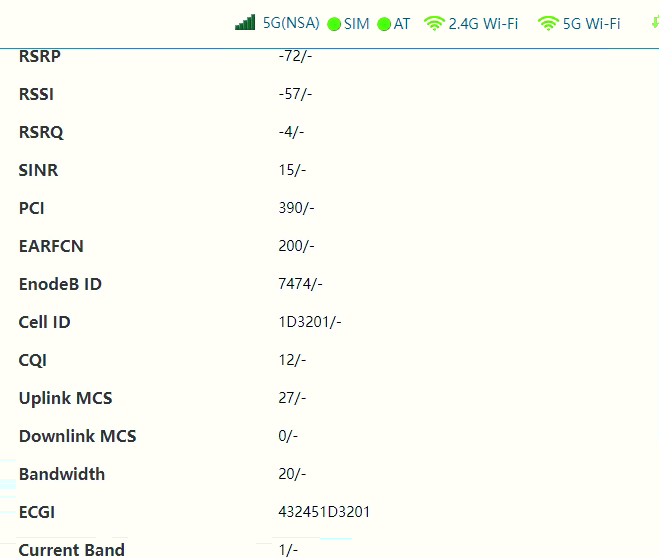 5G(NSA) SIM AT 2.4G Wi-Fi 5G Wi-Fi
RSRP -72/-
RSSI -57/-
RSRQ -4/-
SINR 15/-
PCI 390/-
EARFCN 200/-
EnodeB ID 7474/-
Cell ID 1D3201/-
CQI 12/-
Uplink MCS 27/-
Downlink MCS 0/-
Bandwidth 20/-
ECGI 432451D3201
Current Band 1/-